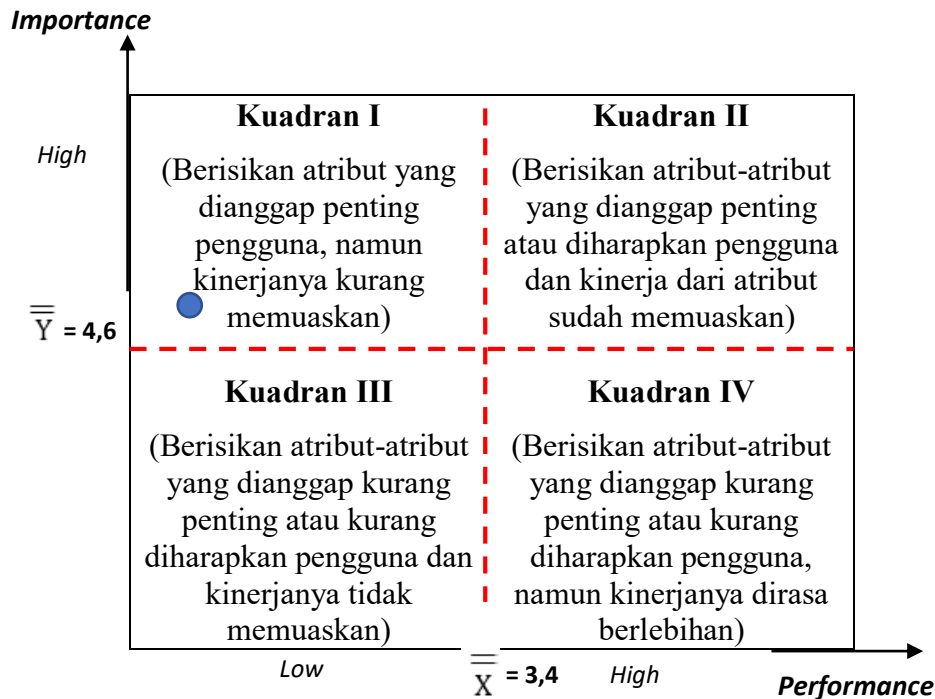 Importance
High
Kuadran I
(Berisikan atribut yang
dianggap penting
pengguna, namun
kinerjanya kurang
memuaskan)
Kuadran II
(Berisikan atribut-atribut
yang dianggap penting
atau diharapkan pengguna
dan kinerja dari atribut
sudah memuaskan)
Y̿ = 4,6
Kuadran III
(Berisikan atribut-atribut
yang dianggap kurang
penting atau kurang
diharapkan pengguna dan
kinerjanya tidak
memuaskan)
Kuadran IV
(Berisikan atribut-atribut
yang dianggap kurang
penting atau kurang
diharapkan pengguna,
namun kinerjanya dirasa
berlebihan)
Low
X̿ = 3,4
High
Performance